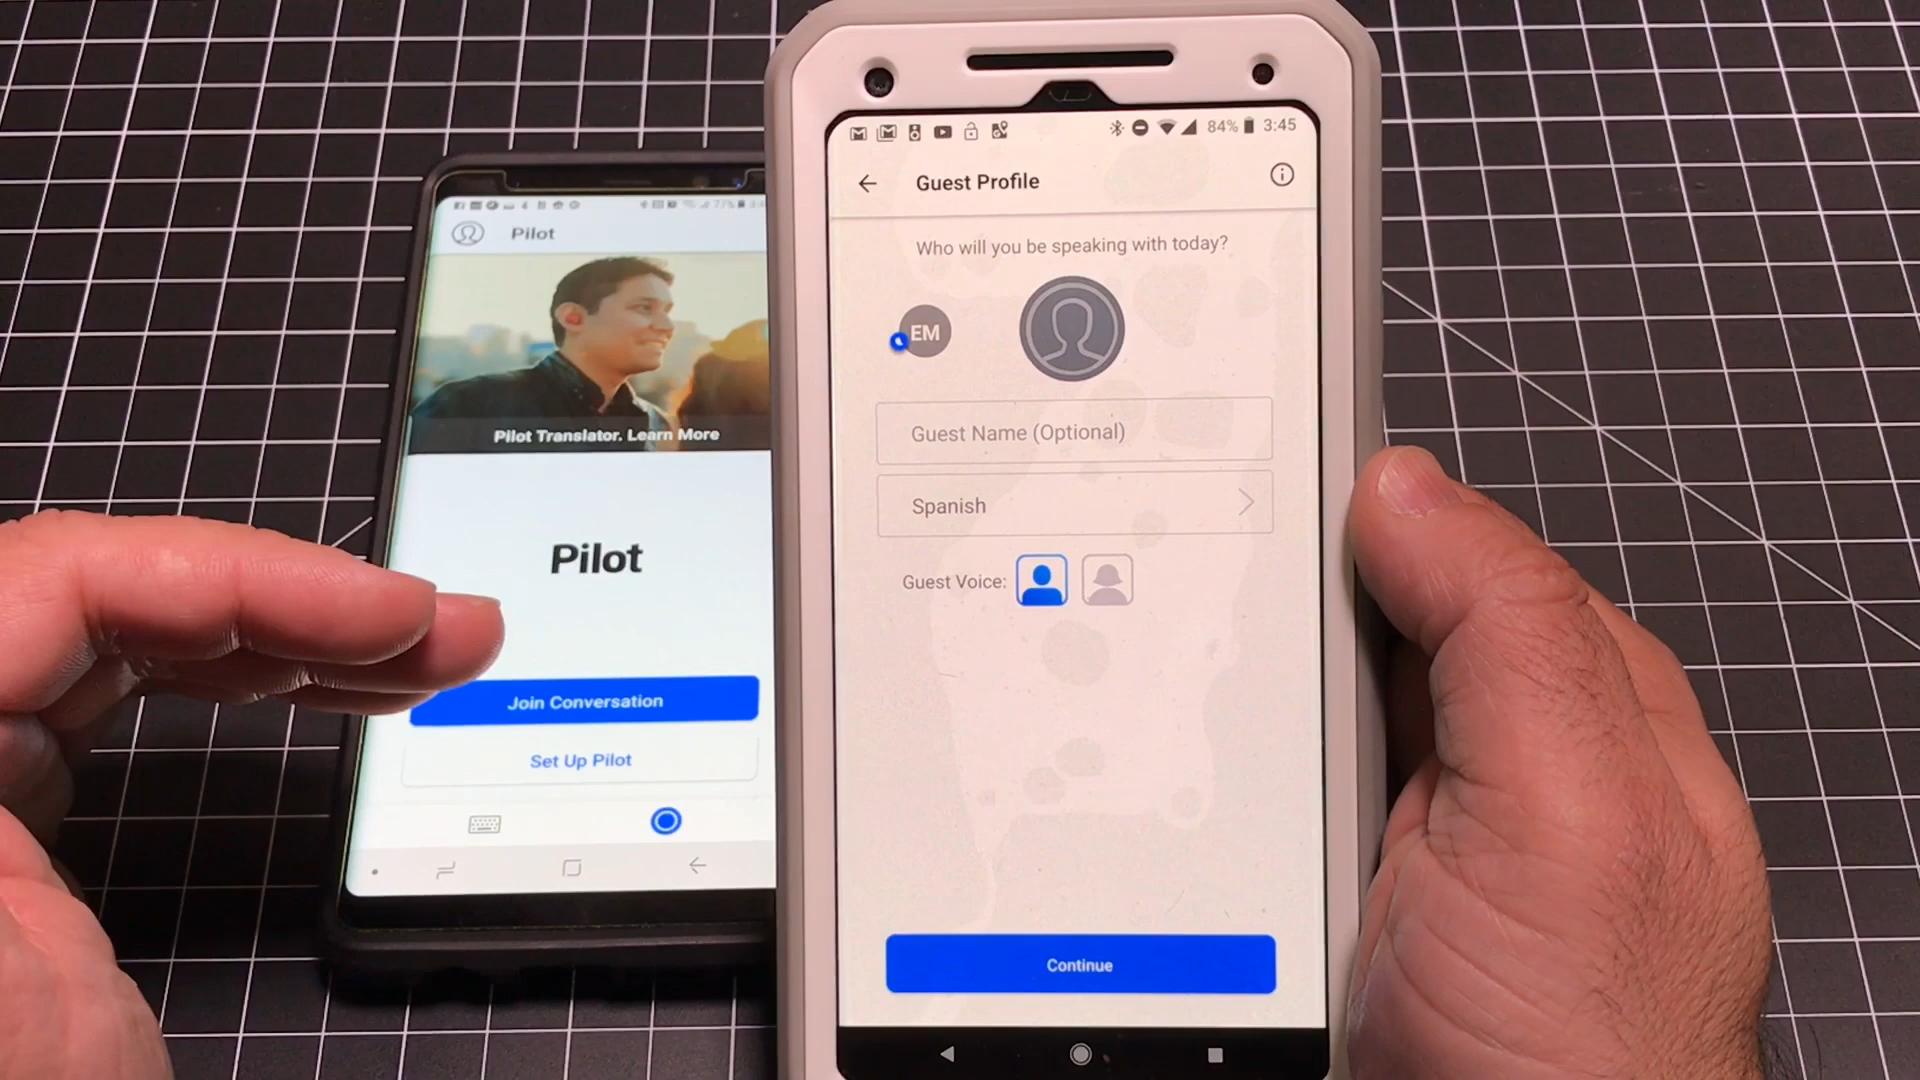 Pilot
Pilot Translator. Learn More
Pilot
Join Conversation
Set Up Pilot
84% 3:45
Guest Profile
Who will you be speaking with today?
EM
Guest Name (Optional)
Spanish
Guest Voice:
Continue